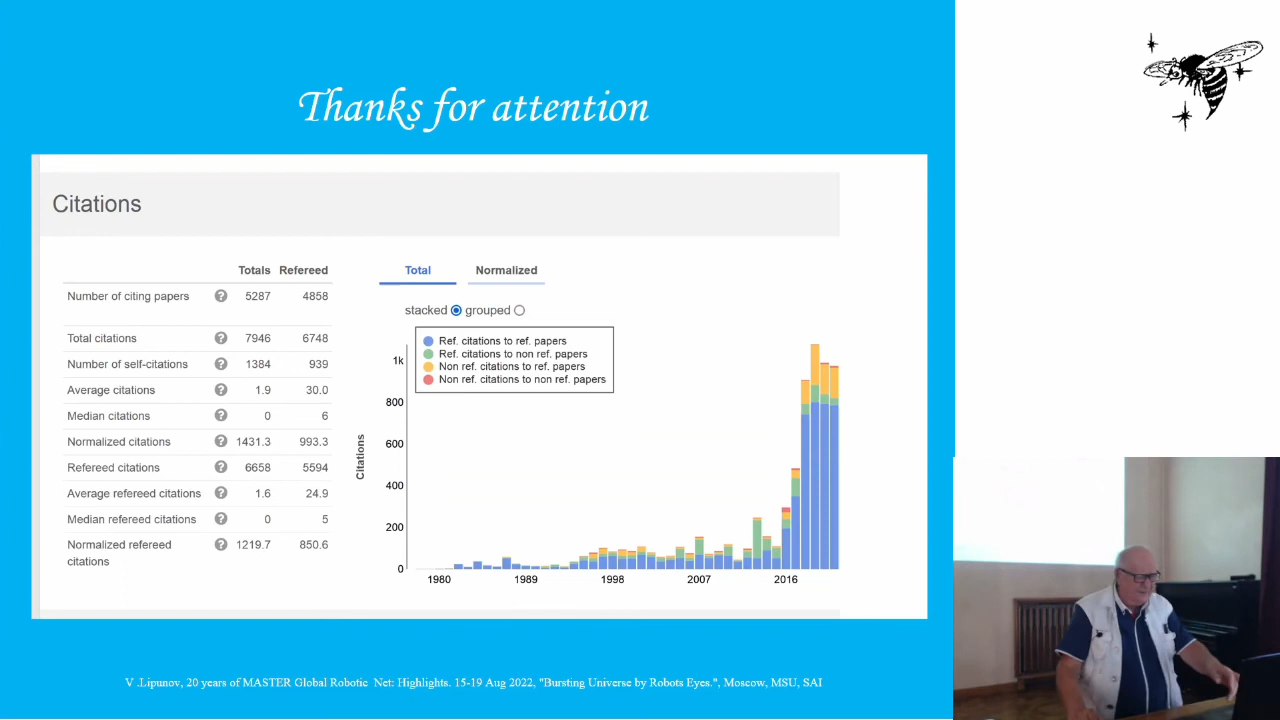 Thanks for attention
Citations
Totals Refereed
Number of citing papers ? 5287 4858
Total citations ? 7946 6748
Number of self-citations ? 1384 939
Average citations ? 1.9 30.0
Median citations ? 0 6
Normalized citations ? 1431.3 993.3
Refereed citations ? 6658 5594
Average refereed citations ? 1.6 24.9
Median refereed citations ? 0 5
Normalized refereed citations ? 1219.7 850.6
Total Normalized
stacked grouped
Ref. citations to ref. papers
Ref. citations to non ref. papers
Non ref. citations to ref. papers
Non ref. citations to non ref. papers
Citations
1k
800
600
400
200
0
1980 1989 1998 2007 2016
V .Lipunov, 20 years of MASTER Global Robotic Net: Highlights. 15-19 Aug 2022, "Bursting Universe by Robots Eyes.", Moscow, MSU, SAI